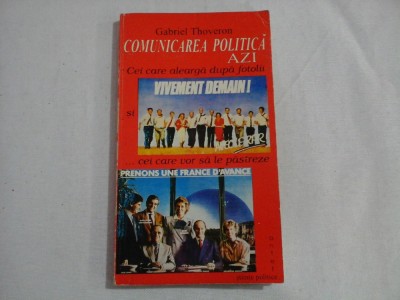 Gabriel Thoveron
COMUNICAREA POLITICĂ
AZI
Cei care aleargă după fotolii
VIVEMENT DEMAIN !
și
... cei care vor să le păstreze
PRENONS UNE FRANCE D'AVANCE